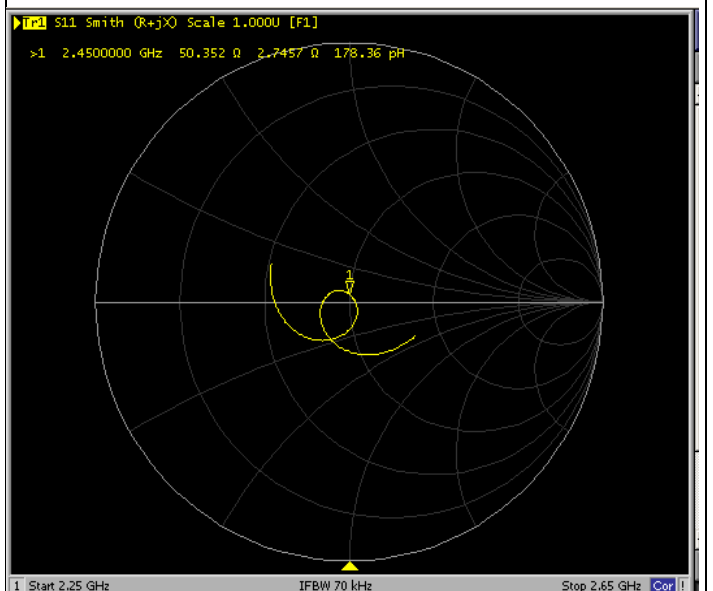 Tr1 S11 Smith (R+jX) Scale 1.000U [F1]
>1 2.4500000 GHz 50.352 Ω 2.7457 Ω 178.36 pH
1
1 Start 2.25 GHz IFBW 70 kHz Stop 2.65 GHz Cor !